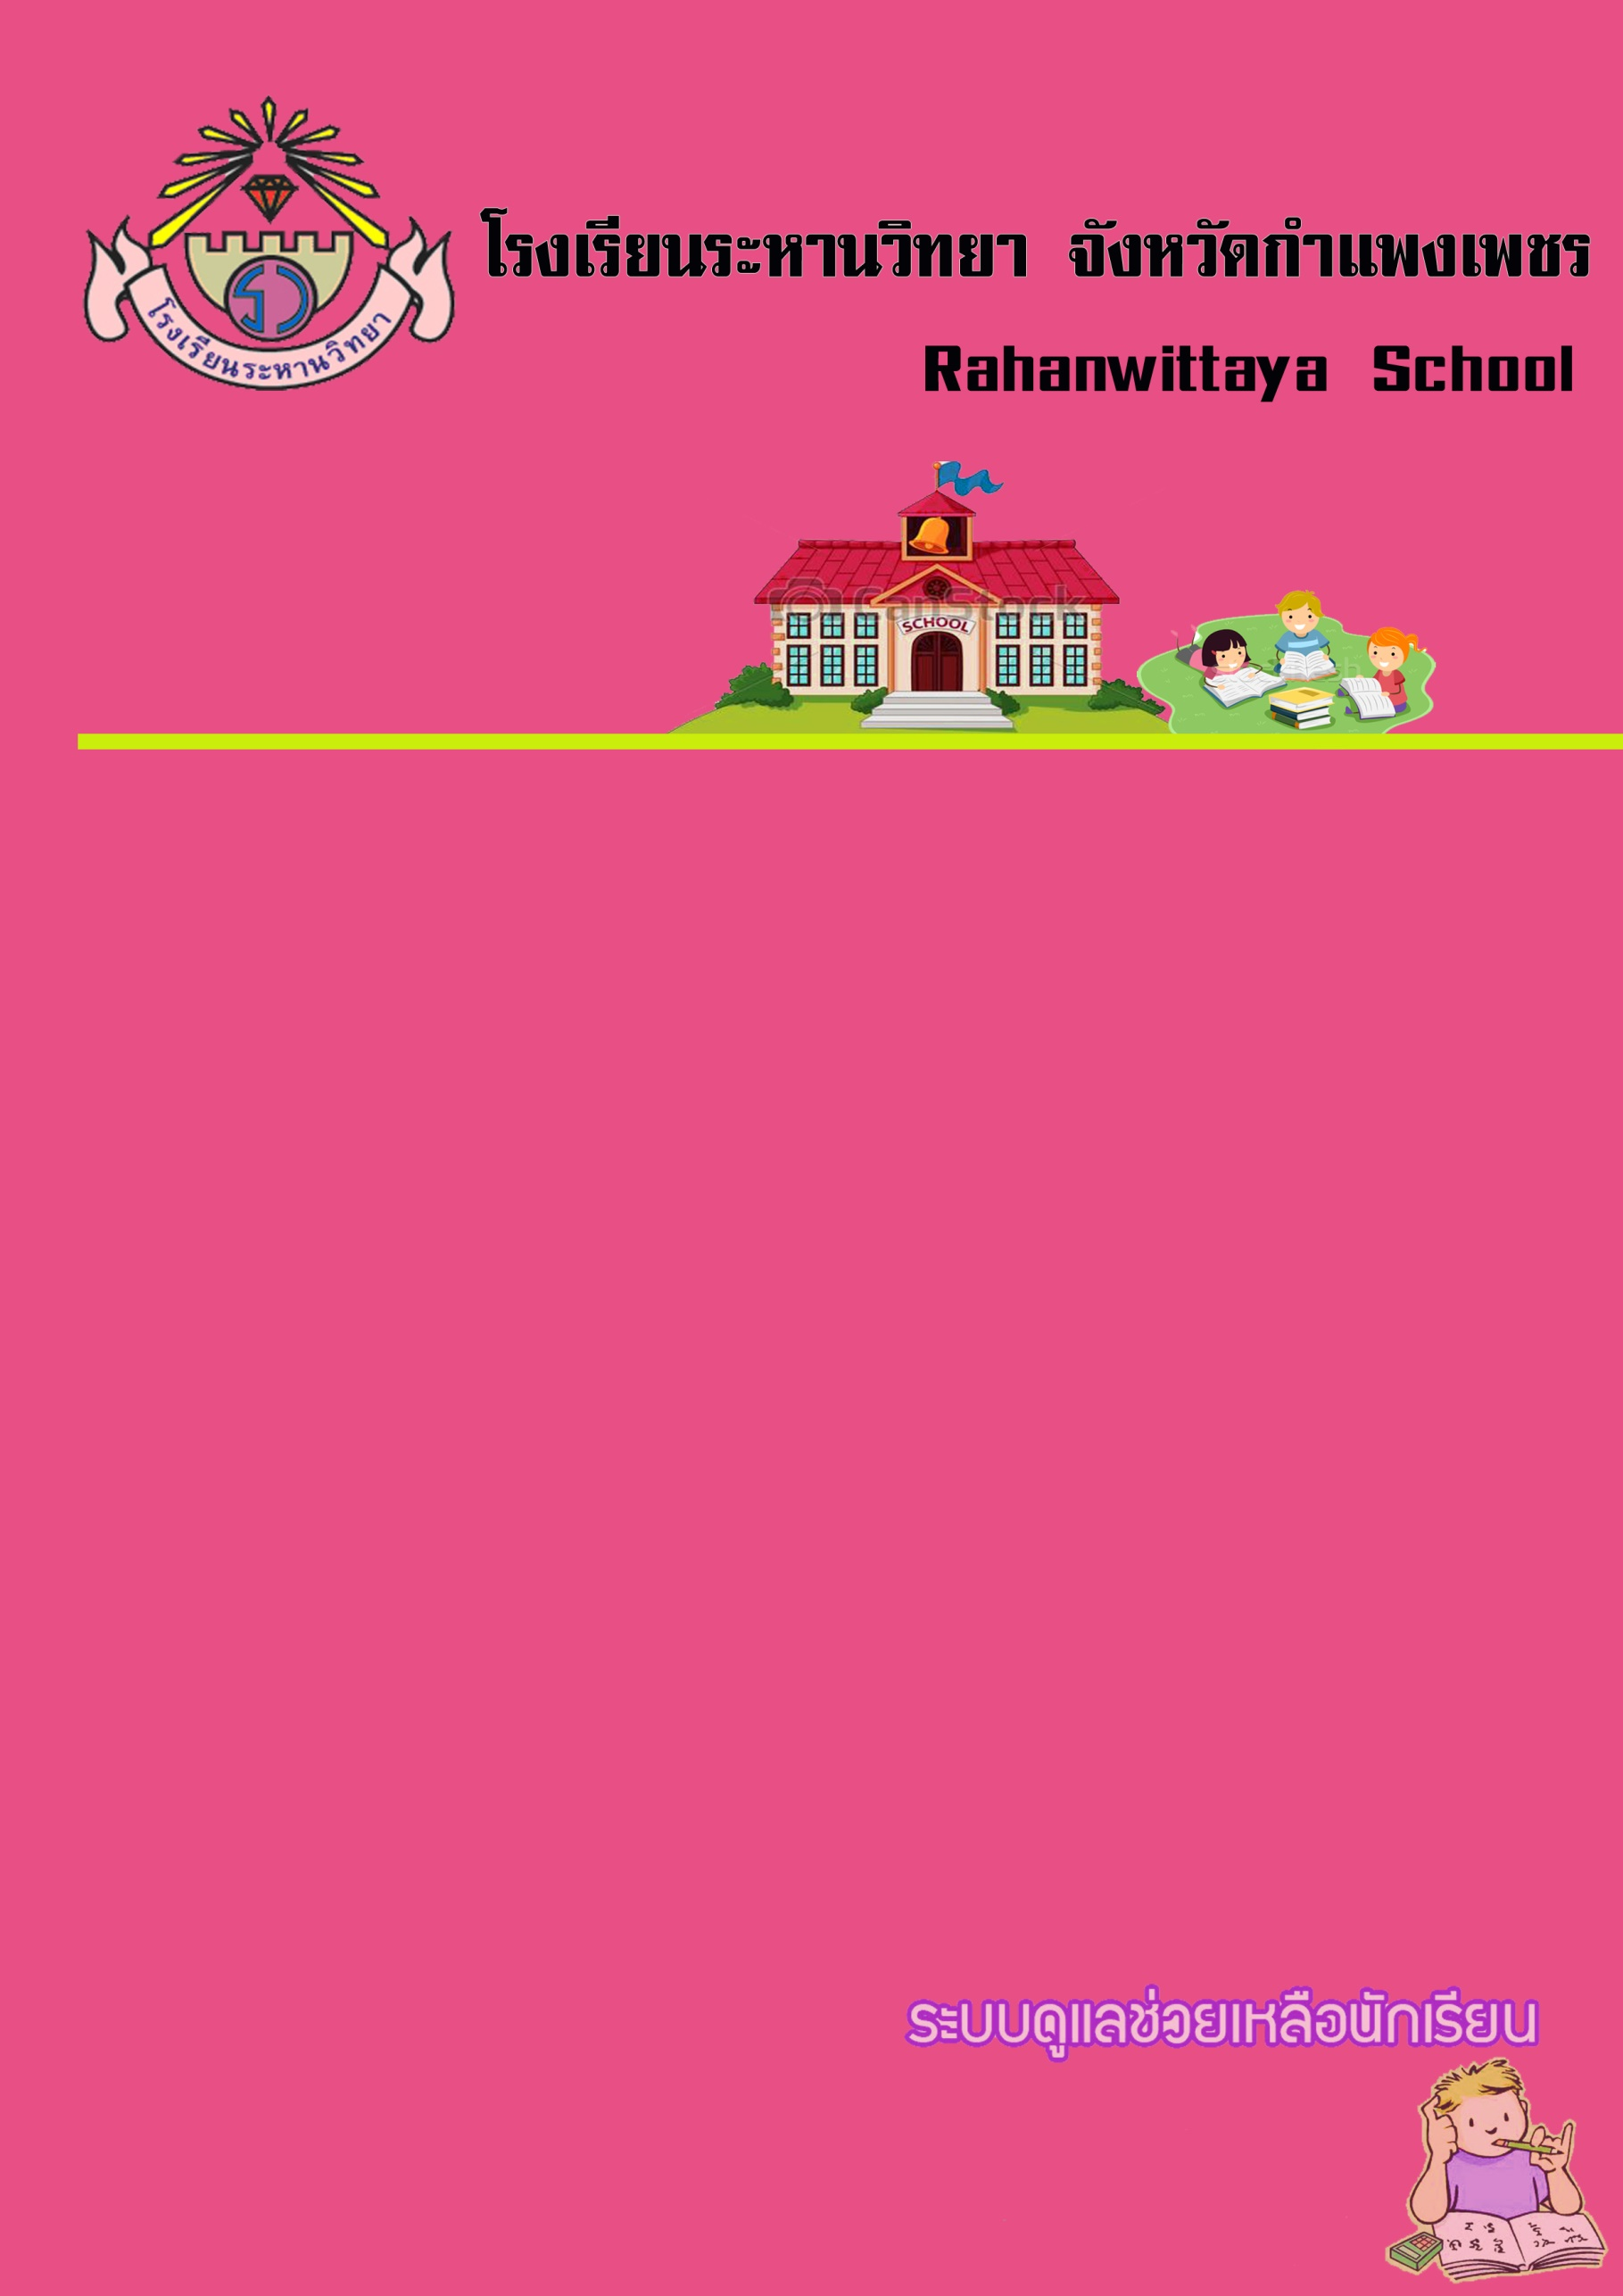 โรงเรียนระหานวิทยา จังหวัดกำแพงเพชร
รว
โรงเรียนระหานวิทยา
Rahanwittaya School
CanStock
SCHOOL
ระบบดูแลช่วยเหลือนักเรียน